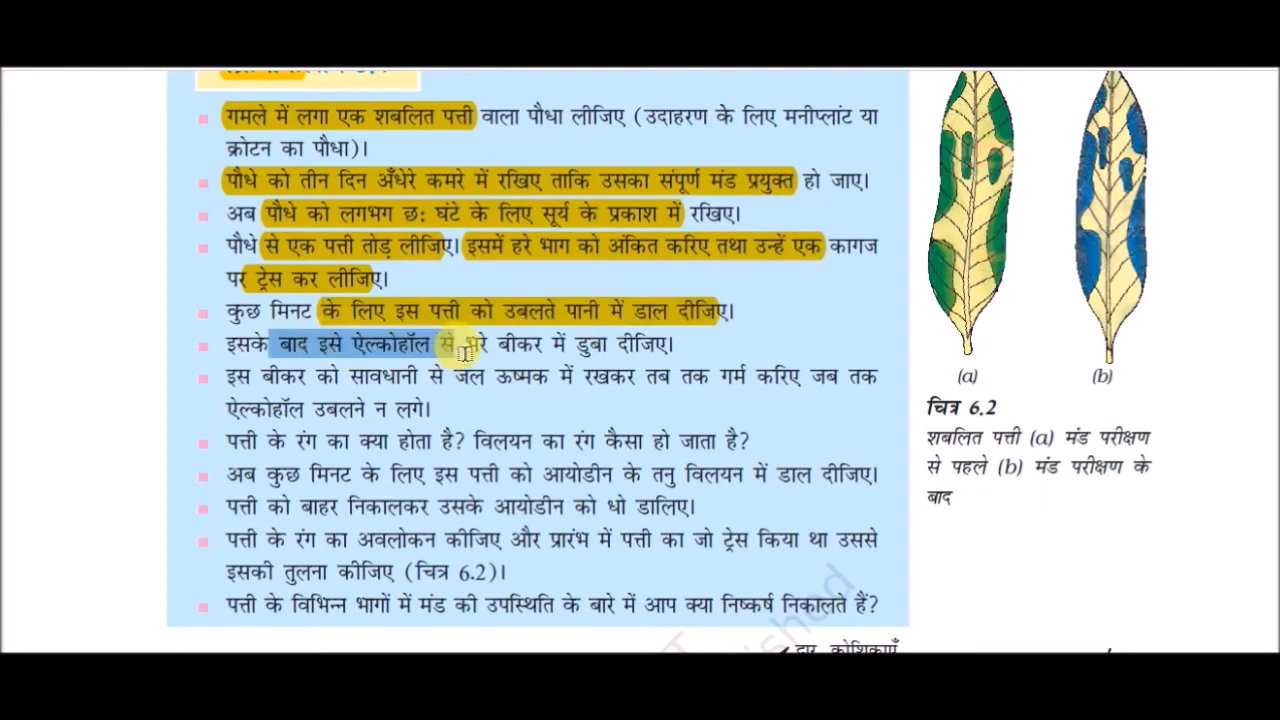 गमले में लगा एक शबलित पत्ती वाला पौधा लीजिए (उदाहरण के लिए मनीप्लांट या
क्रोटन का पौधा)।
पौधे को तीन दिन अँधेरे कमरे में रखिए ताकि उसका संपूर्ण मंड प्रयुक्त हो जाए।
अब पौधे को लगभग छः घंटे के लिए सूर्य के प्रकाश में रखिए।
पौधे से एक पत्ती तोड़ लीजिए। इसमें हरे भाग को अंकित करिए तथा उन्हें एक कागज
पर ट्रेस कर लीजिए।
कुछ मिनट के लिए इस पत्ती को उबलते पानी में डाल दीजिए।
इसके बाद इसे ऐल्कोहॉल से भरे बीकर में डुबा दीजिए।
इस बीकर को सावधानी से जल ऊष्मक में रखकर तब तक गर्म करिए जब तक
ऐल्कोहॉल उबलने न लगे।
पत्ती के रंग का क्या होता है? विलयन का रंग कैसा हो जाता है?
अब कुछ मिनट के लिए इस पत्ती को आयोडीन के तनु विलयन में डाल दीजिए।
पत्ती को बाहर निकालकर उसके आयोडीन को धो डालिए।
पत्ती के रंग का अवलोकन कीजिए और प्रारंभ में पत्ती का जो ट्रेस किया था उससे
इसकी तुलना कीजिए (चित्र 6.2)।
पत्ती के विभिन्न भागों में मंड की उपस्थिति के बारे में आप क्या निष्कर्ष निकालते हैं?
(a)
(b)
चित्र 6.2
शबलित पत्ती (a) मंड परीक्षण
से पहले (b) मंड परीक्षण के
बाद
द्वार कोशिकाएँ